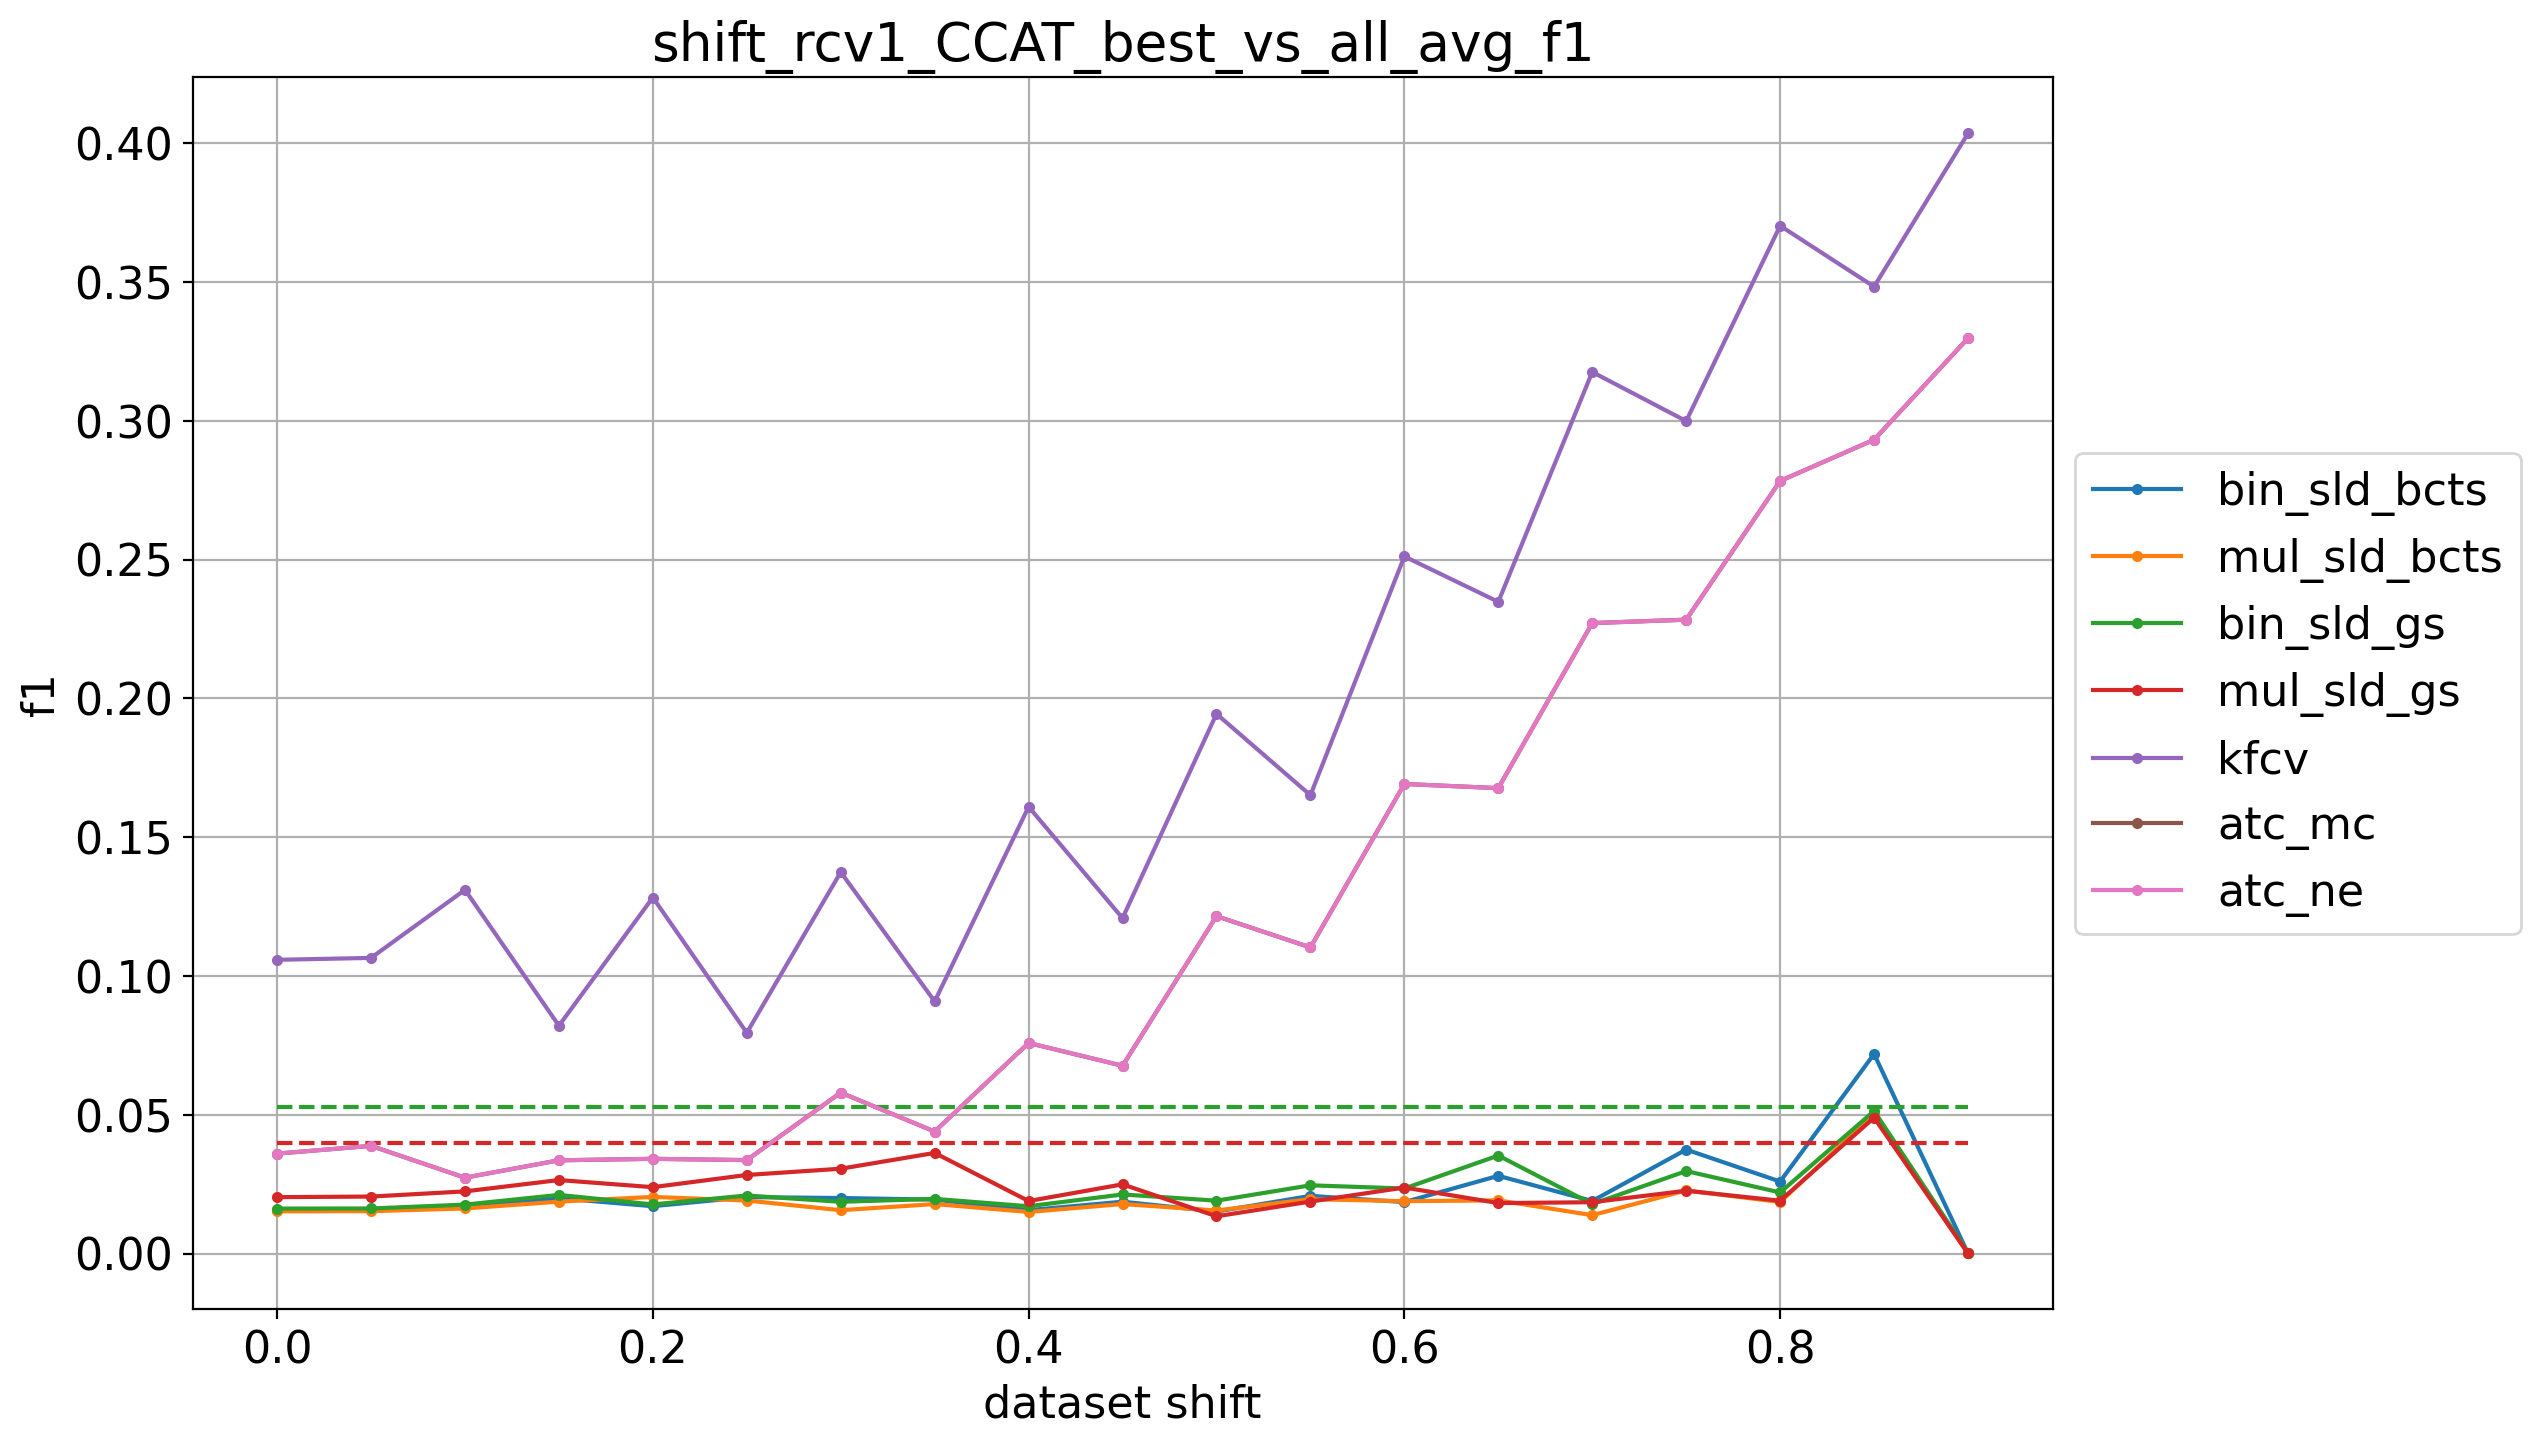 shift_rcv1_CCAT_best_vs_all_avg_f1
0.40
0.35
0.30
0.25
0.20
0.15
0.10
0.05
0.00
f1
0.0 0.2 0.4 0.6 0.8
dataset shift
bin_sld_bcts
mul_sld_bcts
bin_sld_gs
mul_sld_gs
kfcv
atc_mc
atc_ne